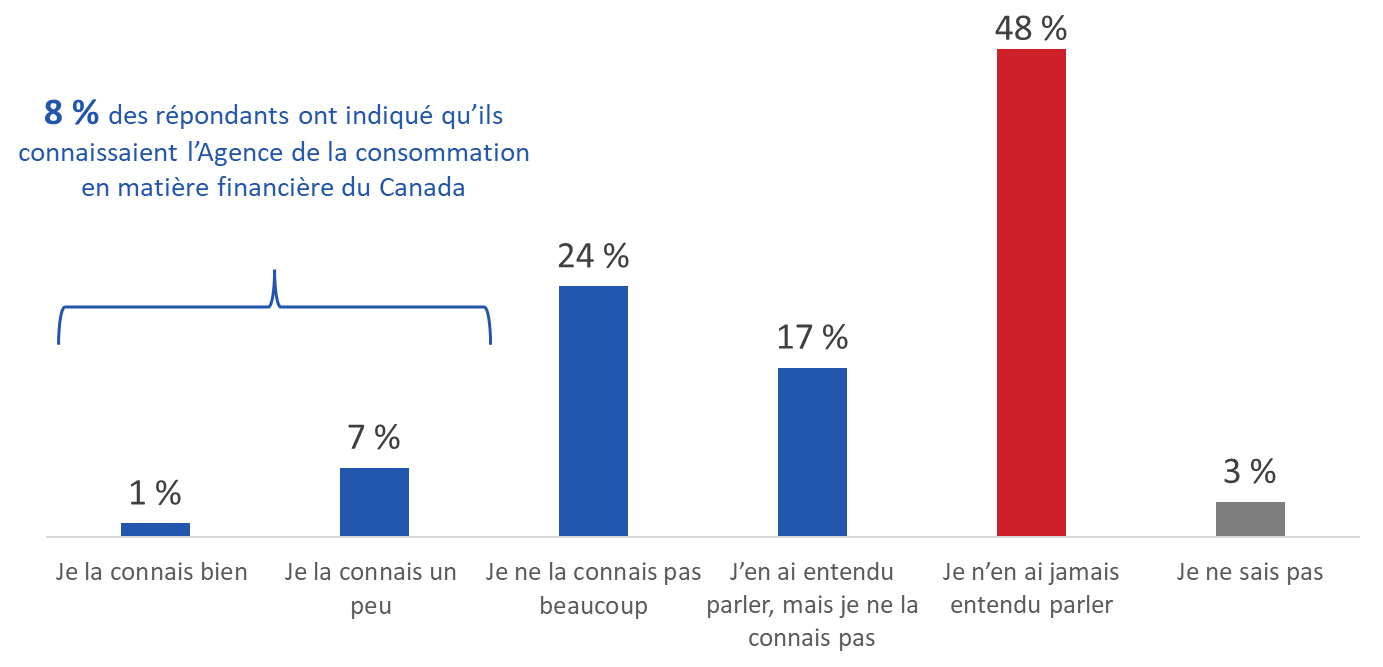 48 %
8 % des répondants ont indiqué qu’ils
connaissaient l’Agence de la consommation
en matière financière du Canada
24 %
17 %
7 %
3 %
1 %
Je la connais bien
Je la connais un
peu
Je ne la connais pas
beaucoup
J’en ai entendu
parler, mais je ne la
connais pas
Je n’en ai jamais
entendu parler
Je ne sais pas